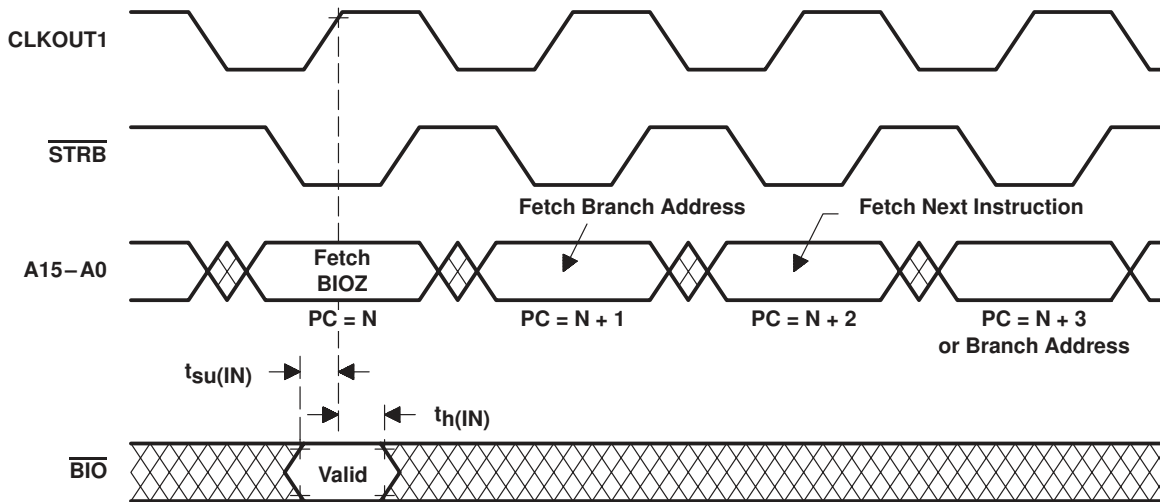 CLKOUT1
STRB
Fetch Branch Address
Fetch Next Instruction
A15–A0
Fetch
BIOZ
PC = N
PC = N + 1
PC = N + 2
PC = N + 3
or Branch Address
tsu(IN)
th(IN)
BIO
Valid